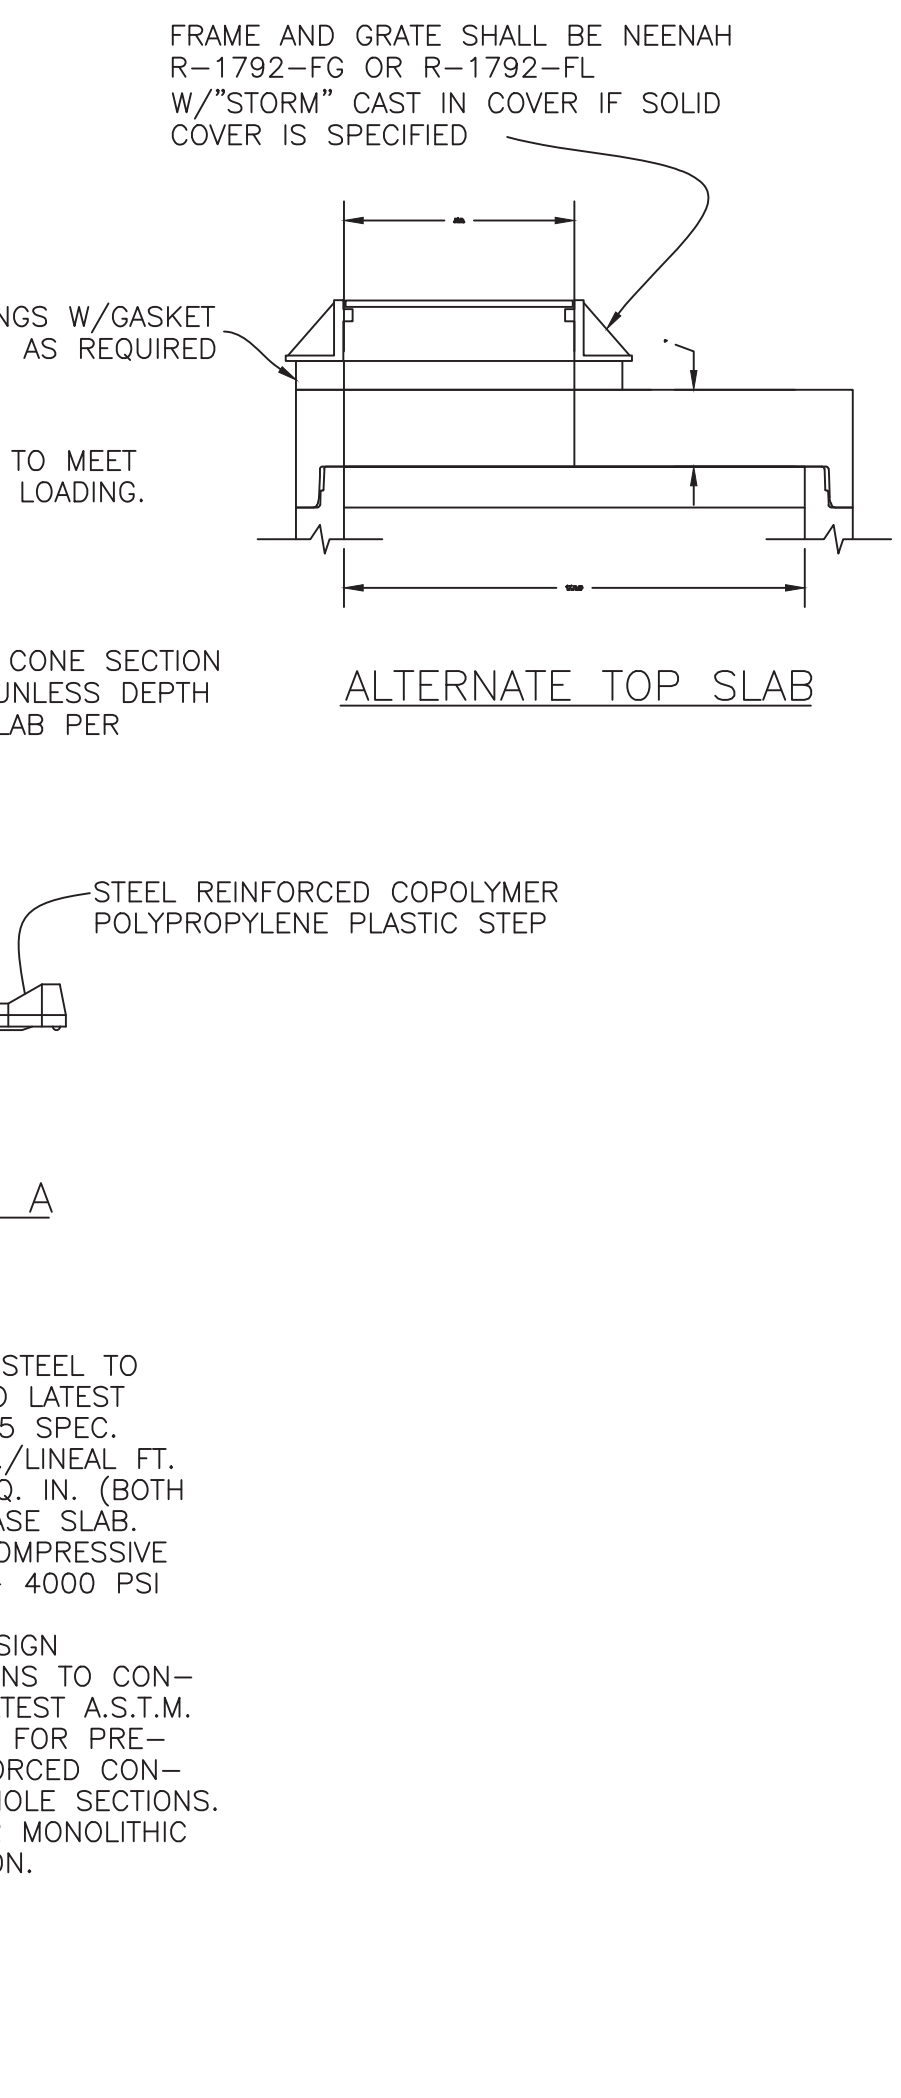 FRAME AND GRATE SHALL BE NEENAH
R-1792-FG OR R-1792-FL
W/"STORM" CAST IN COVER IF SOLID
COVER IS SPECIFIED
NGS W/GASKET
AS REQUIRED
TO MEET
LOADING.
CONE SECTION
UNLESS DEPTH
LAB PER
ALTERNATE TOP SLAB
STEEL REINFORCED COPOLYMER
POLYPROPYLENE PLASTIC STEP
A
STEEL TO
LATEST
5 SPEC.
./LINEAL FT.
Q. IN. (BOTH
ASE SLAB.
OMPRESSIVE
4000 PSI
SIGN
NS TO CON-
TEST A.S.T.M.
FOR PRE-
ORCED CON-
HOLE SECTIONS.
MONOLITHIC
ON.